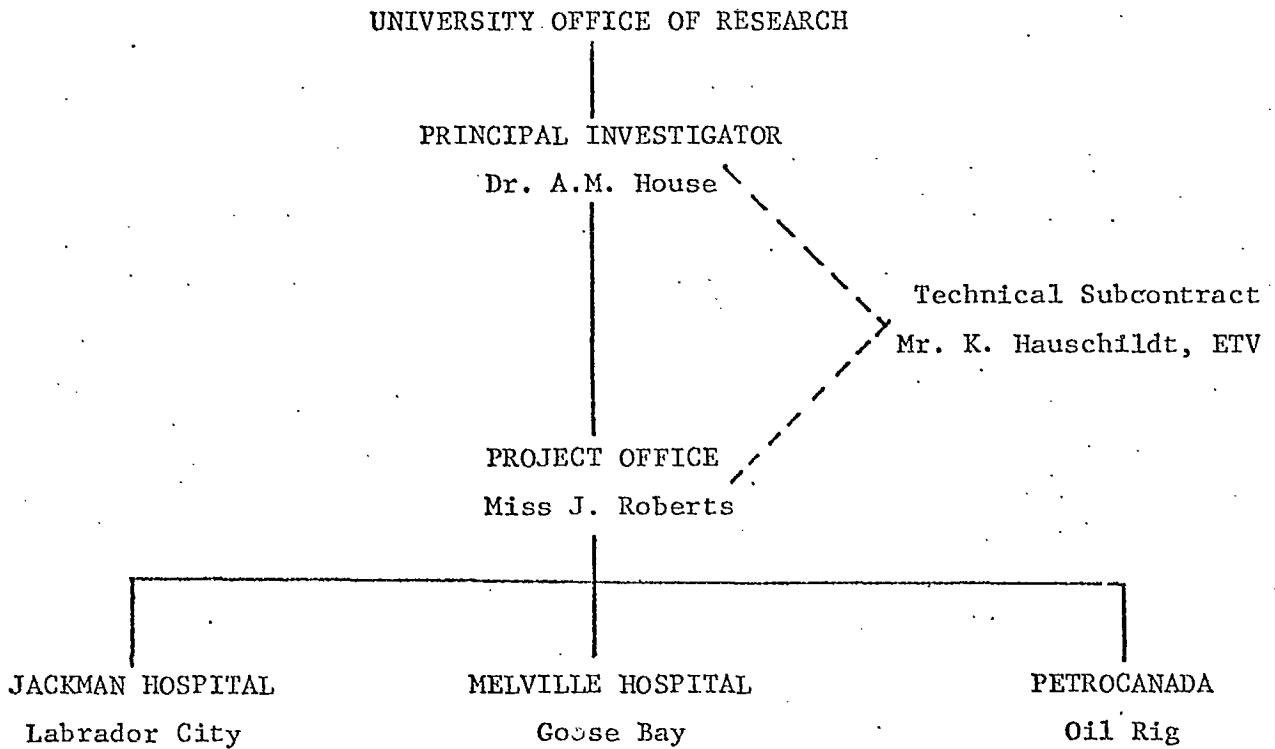 UNIVERSITY OFFICE OF RESEARCH
PRINCIPAL INVESTIGATOR
Dr. A.M. House
Technical Subcontract
Mr. K. Hauschildt, ETV
PROJECT OFFICE
Miss J. Roberts
JACKMAN HOSPITAL
Labrador City
MELVILLE HOSPITAL
Goose Bay
PETROCANADA
Oil Rig